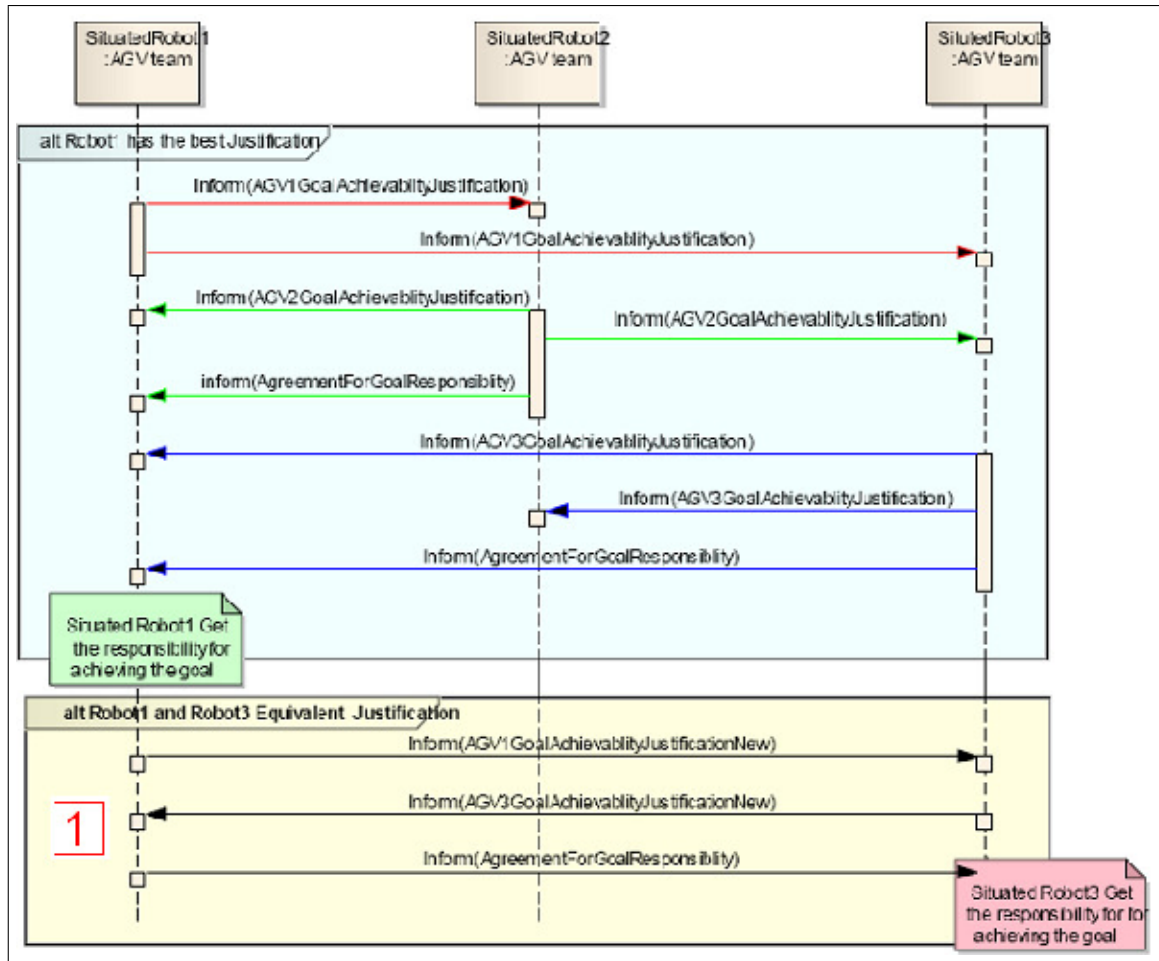 SituatedRobot1
:AGVteam
SituatedRobot2
:AGVteam
SituledRobot3
:AGVteam
alt Robot1 has the best Justification
Inform(AGV1GoalAchievablityJustification)
Inform(AGV1GoalAchievablityJustification)
Inform(AGV2GoalAchievablityJustification)
Inform(AGV2GoalAchievablityJustification)
inform(AgreementForGoalResponsiblity)
Inform(AGV3GoalAchievablityJustification)
Inform(AGV3GoalAchievablityJustification)
Inform(AgreementForGoalResponsiblity)
Situated Robot1 Get
the responsibility for
achieving the goal
alt Robot1 and Robot3 Equivalent Justification
Inform(AGV1GoalAchievablityJustificationNew)
Inform(AGV3GoalAchievablityJustificationNew)
1
Inform(AgreementForGoalResponsiblity)
Situated Robot3 Get
the responsibility for for
achieving the goal